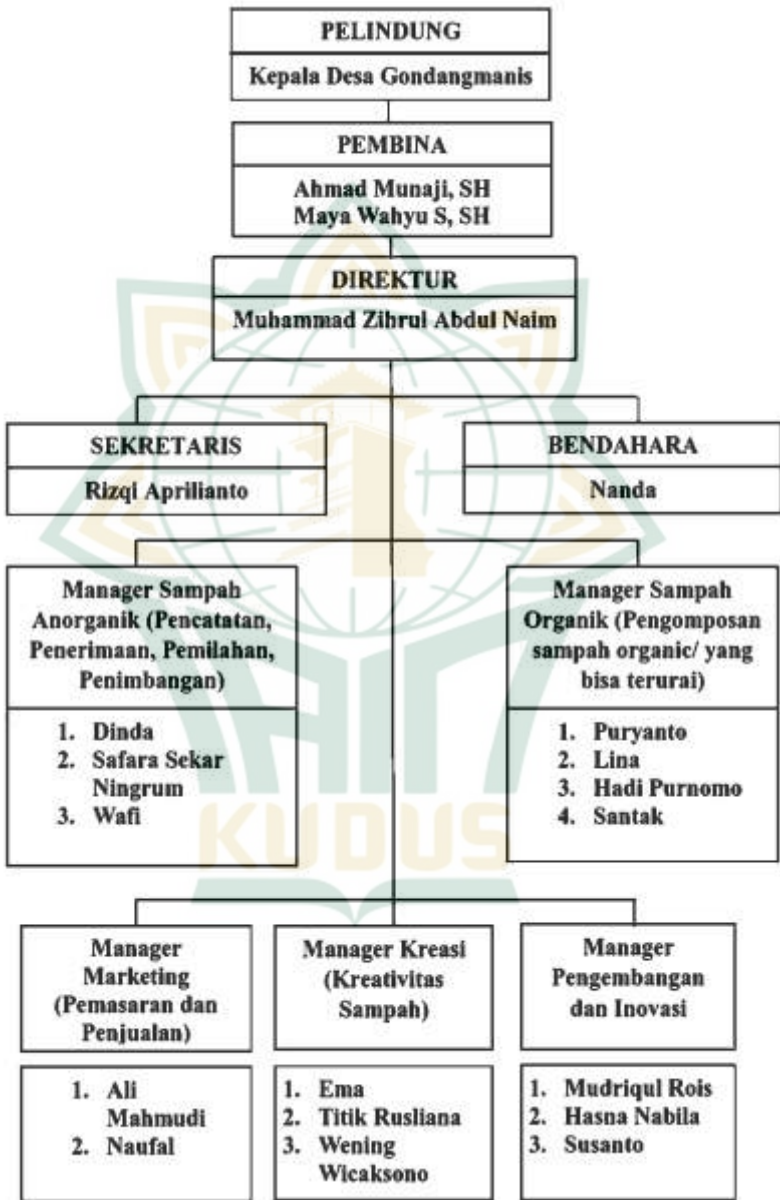 PELINDUNG
Kepala Desa Gondangmanis
PEMBINA
Ahmad Munaji, SH
Maya Wahyu S, SH
DIREKTUR
Muhammad Zihrul Abdul Naim
SEKRETARIS
Rizqi Aprilianto
BENDAHARA
Nanda
Manager Sampah
Anorganik (Pencatatan,
Penerimaan, Pemilahan,
Penimbangan)
1. Dinda
2. Safara Sekar
Ningrum
3. Wafi
Manager Sampah
Organik (Pengomposan
sampah organic/ yang
bisa terurai)
1. Puryanto
2. Lina
3. Hadi Purnomo
4. Santak
KUDUS
Manager
Marketing
(Pemasaran dan
Penjualan)
1. Ali
Mahmudi
2. Naufal
Manager Kreasi
(Kreativitas
Sampah)
1. Ema
2. Titik Rusliana
3. Wening
Wicaksono
Manager
Pengembangan
dan Inovasi
1. Mudriqul Rois
2. Hasna Nabila
3. Susanto